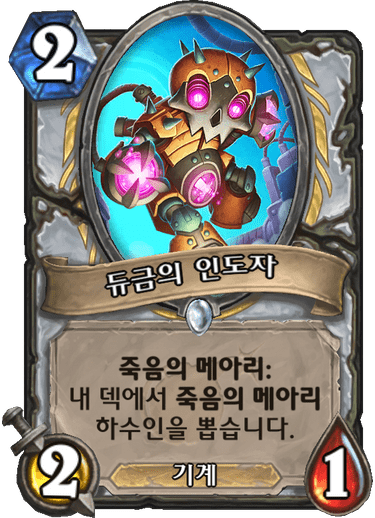 2
듀금의 인도자
죽음의 메아리:
내 덱에서 죽음의 메아리
하수인을 뽑습니다.
기계
2
1